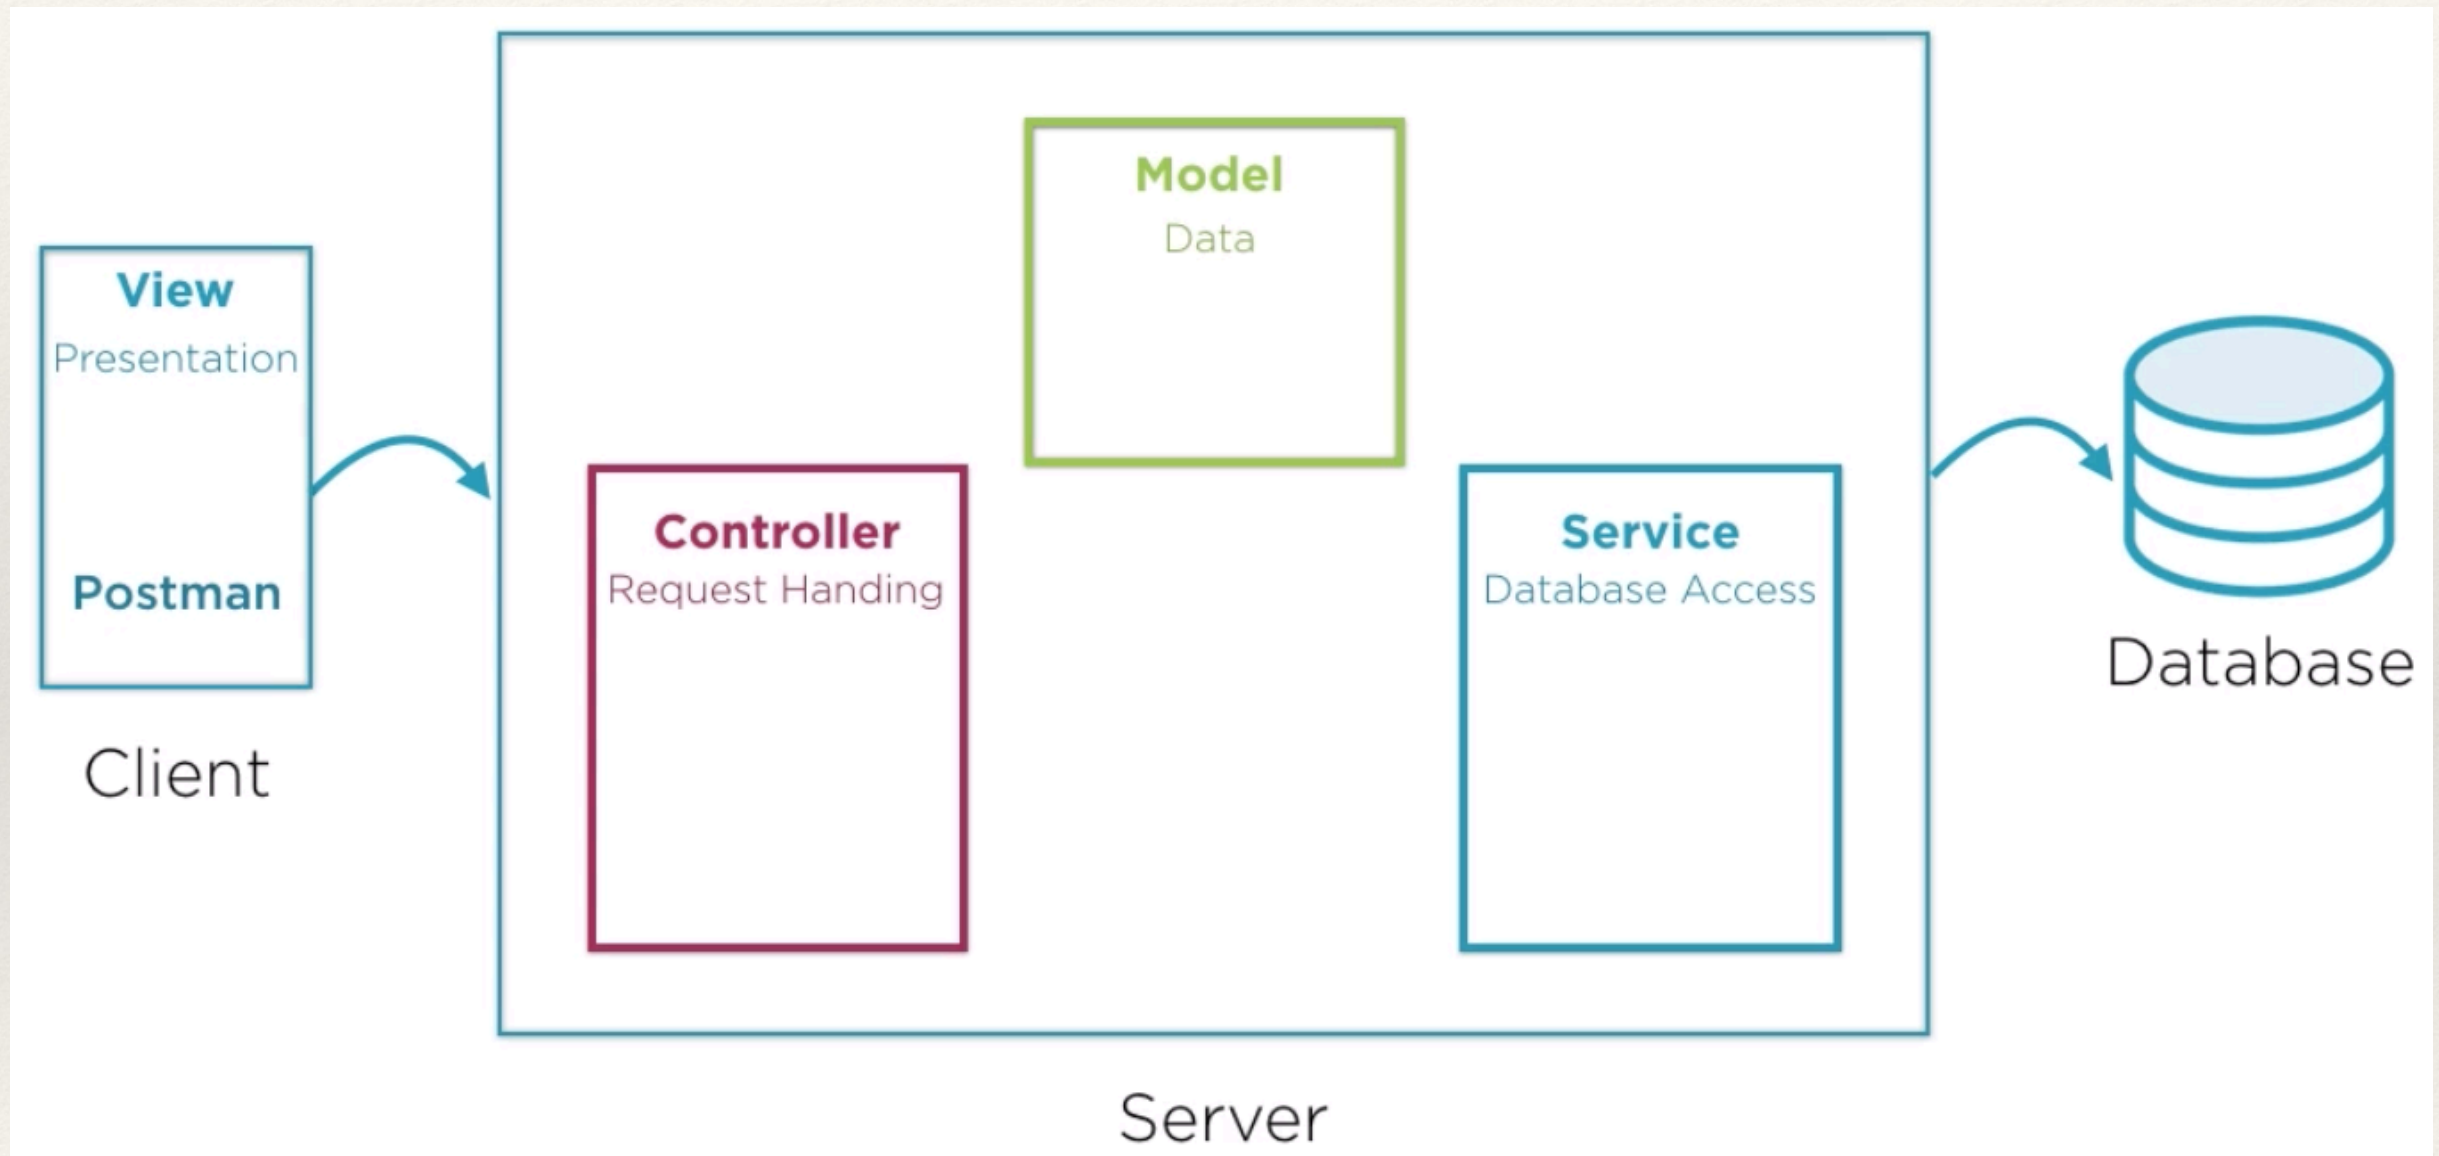 View
Presentation
Postman
Client
Model
Data
Controller
Request Handing
Service
Database Access
Server
Database